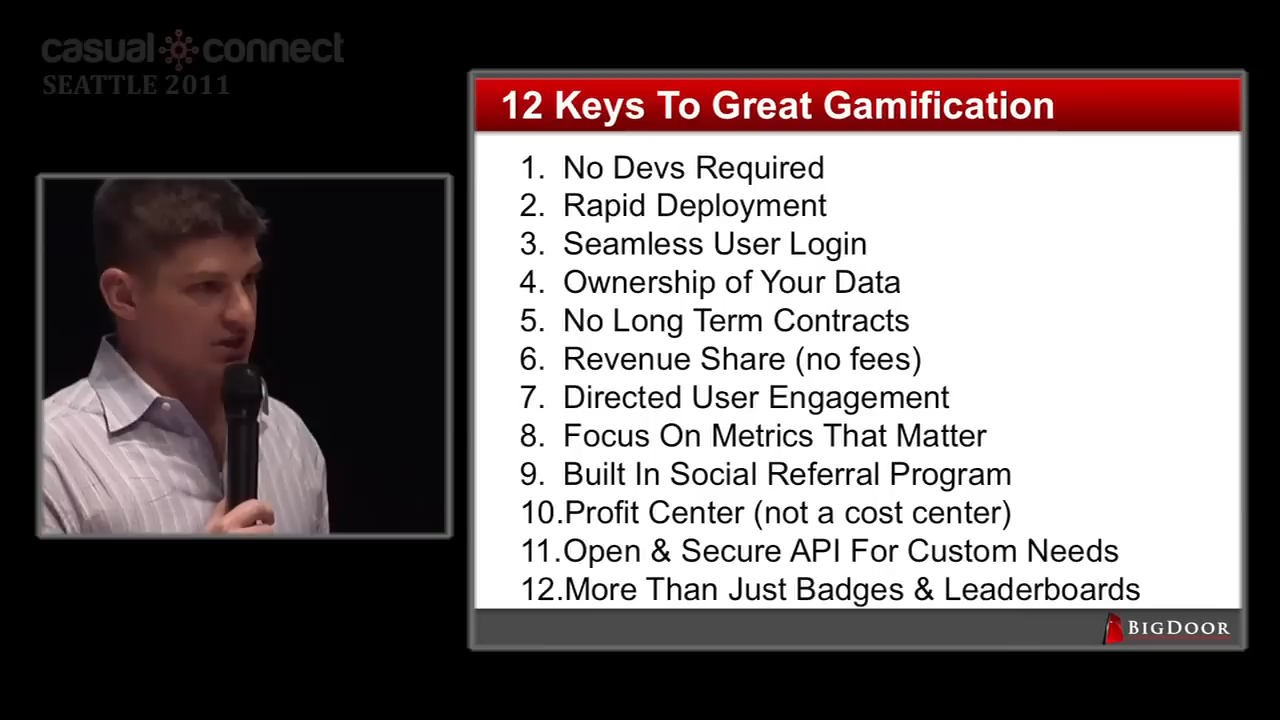 casual connect
SEATTLE 2011
12 Keys To Great Gamification
1. No Devs Required
2. Rapid Deployment
3. Seamless User Login
4. Ownership of Your Data
5. No Long Term Contracts
6. Revenue Share (no fees)
7. Directed User Engagement
8. Focus On Metrics That Matter
9. Built In Social Referral Program
10.Profit Center (not a cost center)
11.Open & Secure API For Custom Needs
12.More Than Just Badges & Leaderboards
BIGDOOR